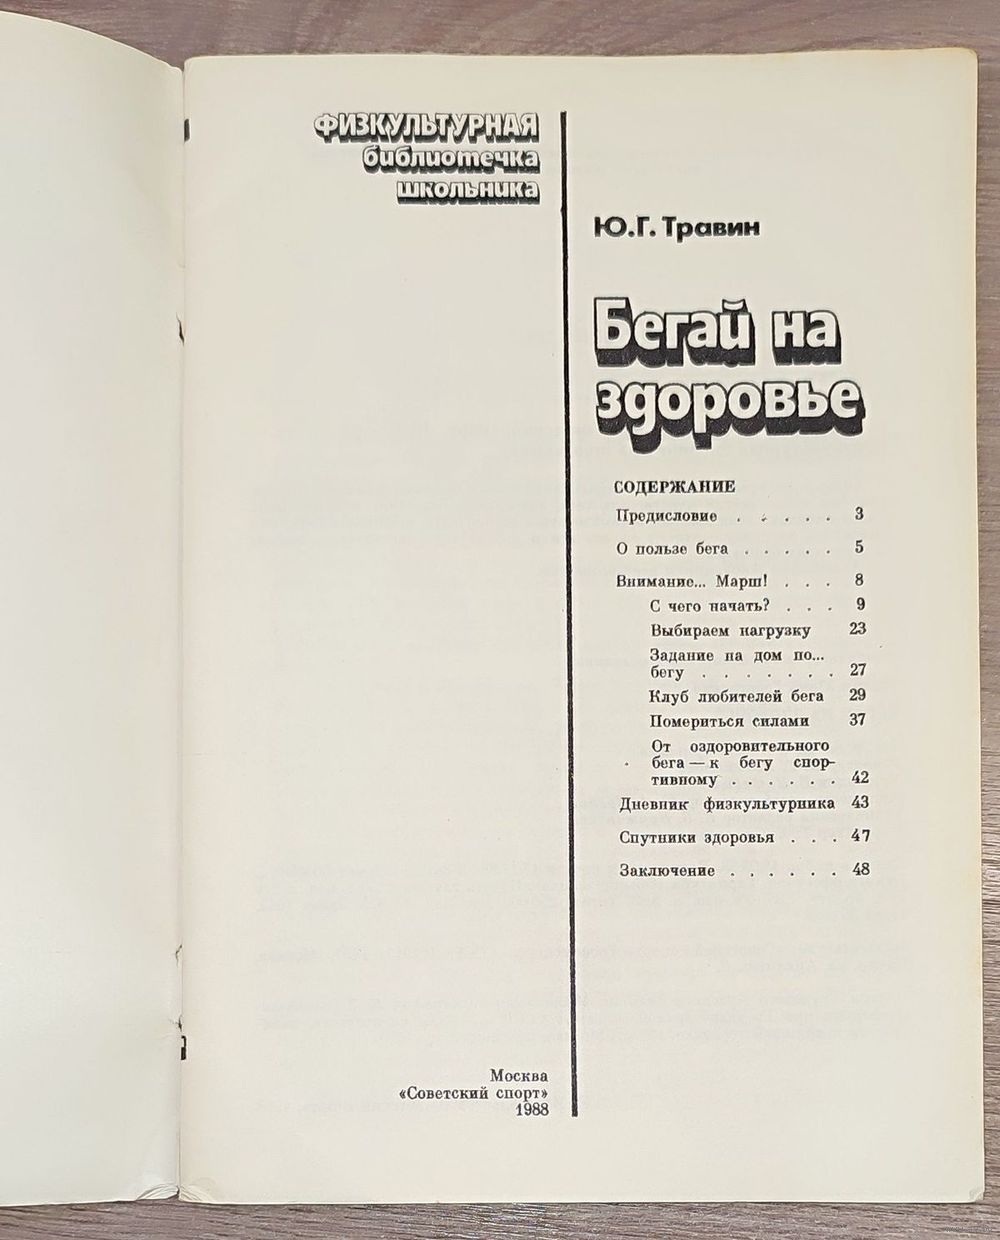 ФИЗКУЛЬТУРНАЯ
библиотечка
школьника
Ю.Г. Травин
Бегай на
здоровье
СОДЕРЖАНИЕ
Предисловие . . . . . 3
О пользе бега . . . . . 5
Внимание... Марш! . . . 8
С чего начать? . . . 9
Выбираем нагрузку 23
Задание на дом по...
бегу . . . . . . . 27
Клуб любителей бега 29
Помериться силами 37
От оздоровительного
бега — к бегу спор-
тивному . . . . . . 42
Дневник физкультурника 43
Спутники здоровья . . . 47
Заключение . . . . . . 48
Москва
«Советский спорт»
1988